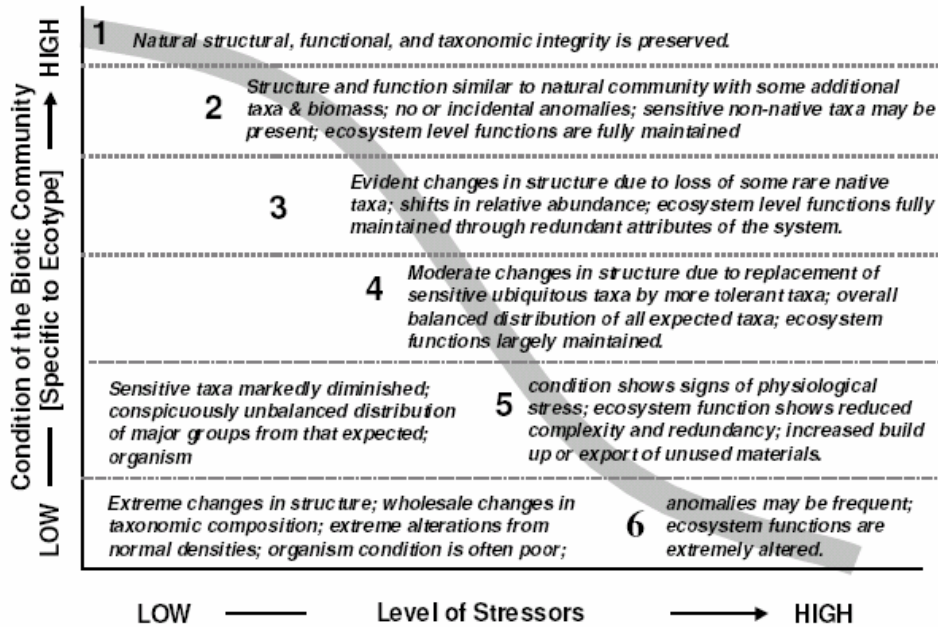 HIGH
Condition of the Biotic Community
[Specific to Ecotype]
LOW
1 Natural structural, functional, and taxonomic integrity is preserved.
2 Structure and function similar to natural community with some additional
taxa & biomass; no or incidental anomalies; sensitive non-native taxa may be
present; ecosystem level functions are fully maintained
3 Evident changes in structure due to loss of some rare native
taxa; shifts in relative abundance; ecosystem level functions fully
maintained through redundant attributes of the system.
4 Moderate changes in structure due to replacement of
sensitive ubiquitous taxa by more tolerant taxa; overall
balanced distribution of all expected taxa; ecosystem
functions largely maintained.
Sensitive taxa markedly diminished;
conspicuously unbalanced distribution
of major groups from that expected;
organism
5 condition shows signs of physiological
stress; ecosystem function shows reduced
complexity and redundancy; increased build
up or export of unused materials.
Extreme changes in structure; wholesale changes in
taxonomic composition; extreme alterations from
normal densities; organism condition is often poor;
6 anomalies may be frequent;
ecosystem functions are
extremely altered.
LOW Level of Stressors HIGH